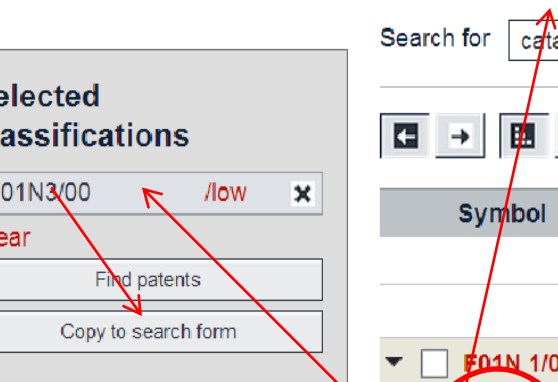 elected
assifications
01N3/00 /low
ear
Find patents
Copy to search form
Search for cata
Symbol
F01N 1/0